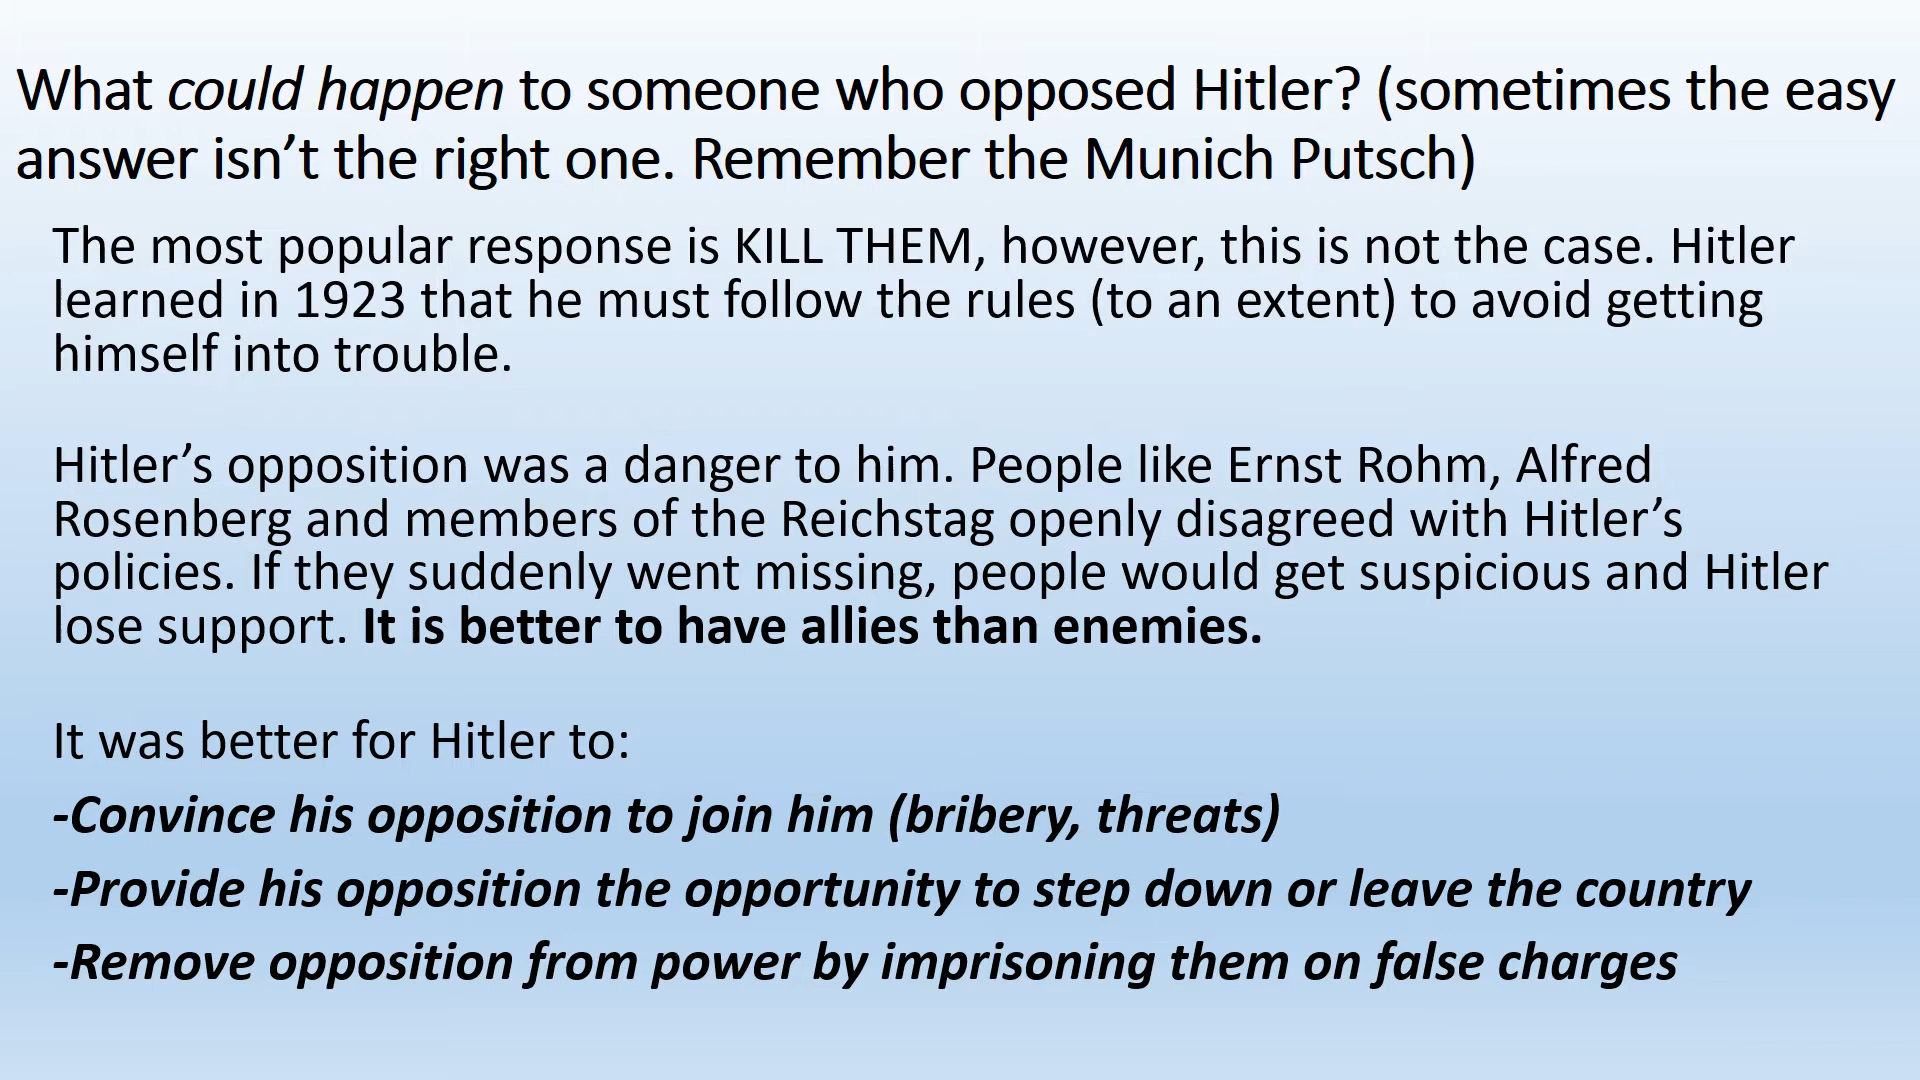 What could happen to someone who opposed Hitler? (sometimes the easy
answer isn’t the right one. Remember the Munich Putsch)
The most popular response is KILL THEM, however, this is not the case. Hitler
learned in 1923 that he must follow the rules (to an extent) to avoid getting
himself into trouble.
Hitler’s opposition was a danger to him. People like Ernst Rohm, Alfred
Rosenberg and members of the Reichstag openly disagreed with Hitler’s
policies. If they suddenly went missing, people would get suspicious and Hitler
lose support. It is better to have allies than enemies.
It was better for Hitler to:
-Convince his opposition to join him (bribery, threats)
-Provide his opposition the opportunity to step down or leave the country
-Remove opposition from power by imprisoning them on false charges